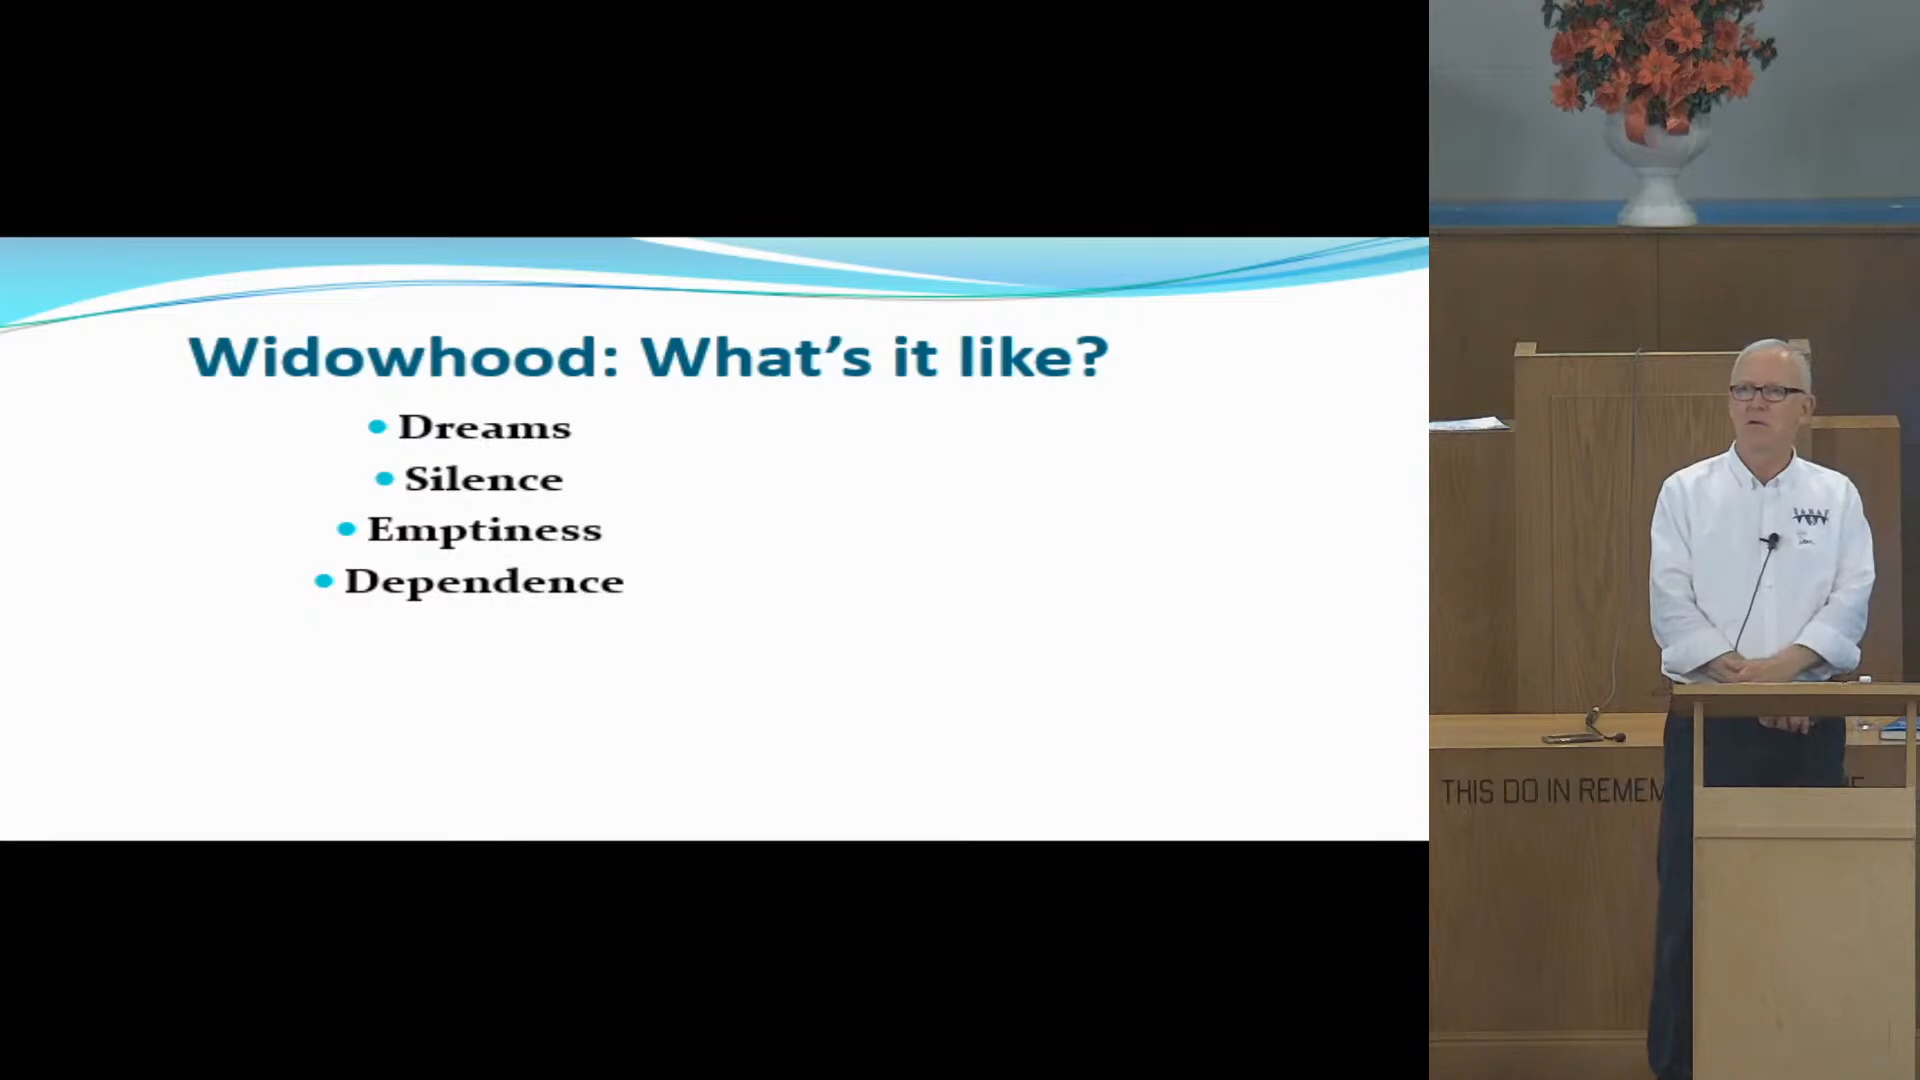 Widowhood: What's it like?
• Dreams
• Silence
• Emptiness
• Dependence
THIS DO IN REMEM